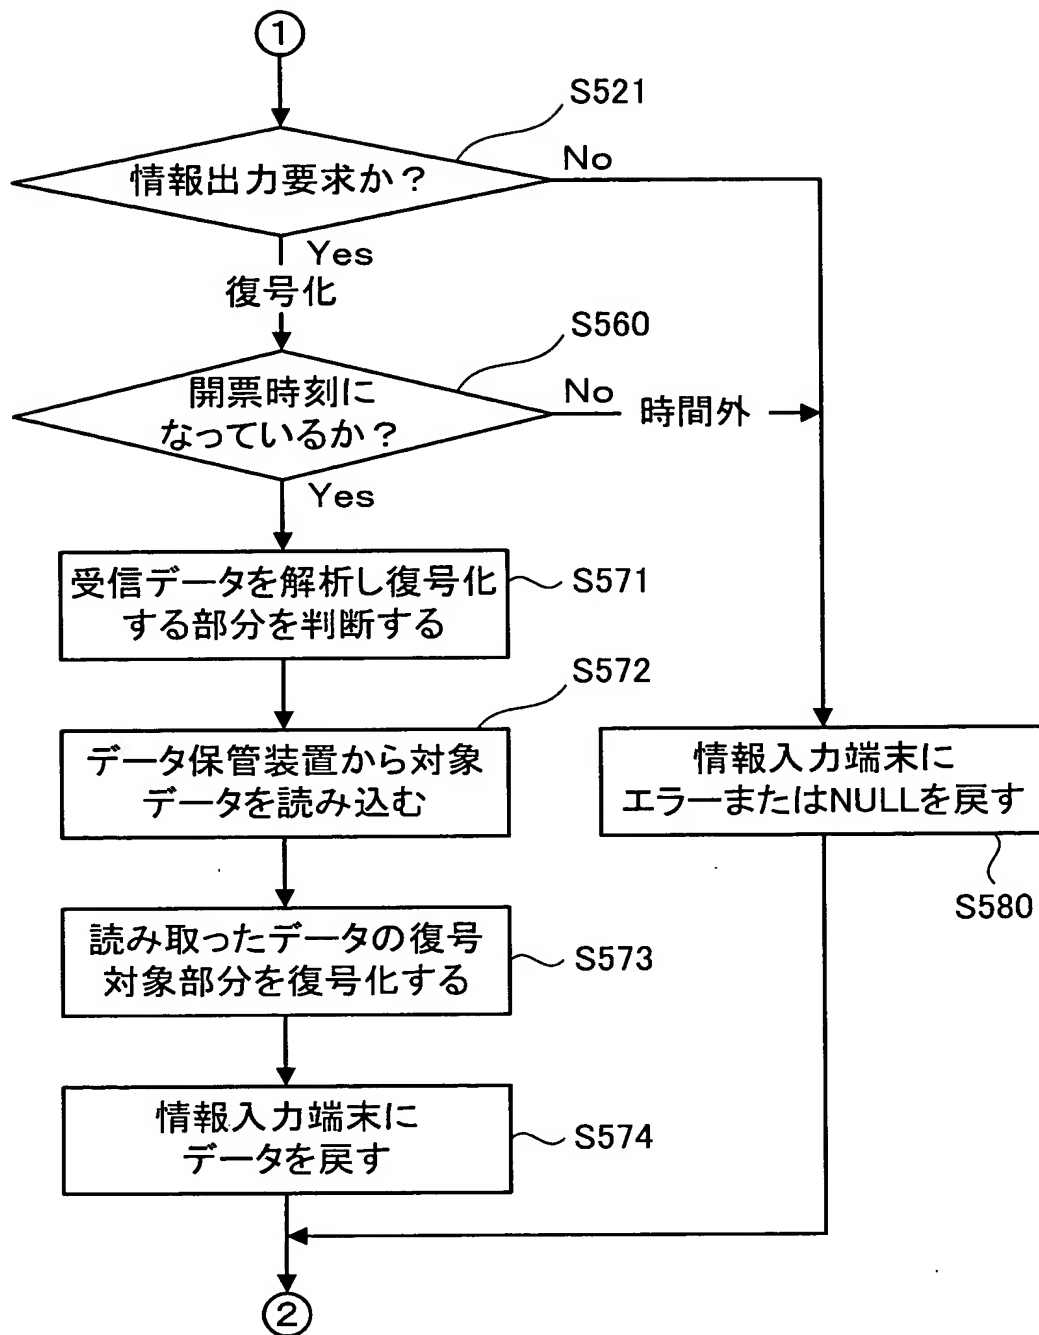 ①
S521
情報出力要求か？
No
Yes
復号化
S560
開票時刻に
なっているか？
No
時間外
Yes
受信データを解析し復号化
する部分を判断する
S571
S572
データ保管装置から対象
データを読み込む
情報入力端末に
エラーまたはNULLを戻す
S580
読み取ったデータの復号
対象部分を復号化する
S573
情報入力端末に
データを戻す
S574
②